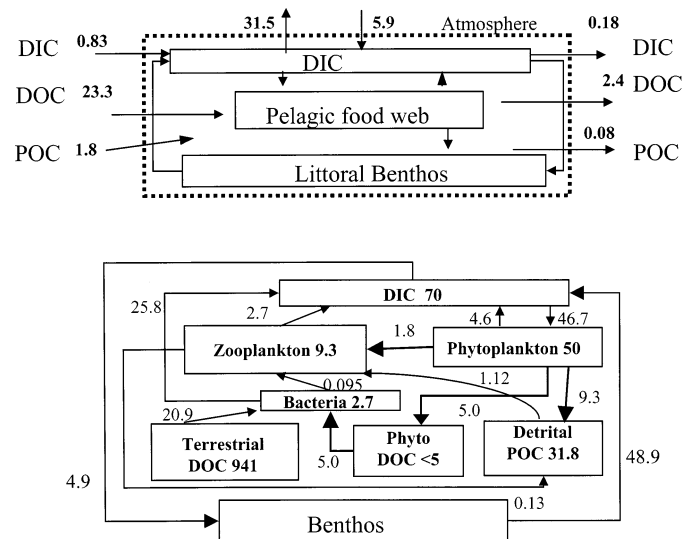 31.5 5.9 Atmosphere 0.18
DIC 0.83 DIC DIC
DOC 23.3 2.4 DOC
Pelagic food web
POC 1.8 0.08 POC
Littoral Benthos
DIC 70
25.8 2.7 4.6 46.7
Zooplankton 9.3 1.8 Phytoplankton 50
0.095 1.12
Bacteria 2.7 9.3
20.9 5.0
Terrestrial Phyto Detrital
DOC 941 DOC <5 POC 31.8
5.0 48.9
4.9 0.13
Benthos